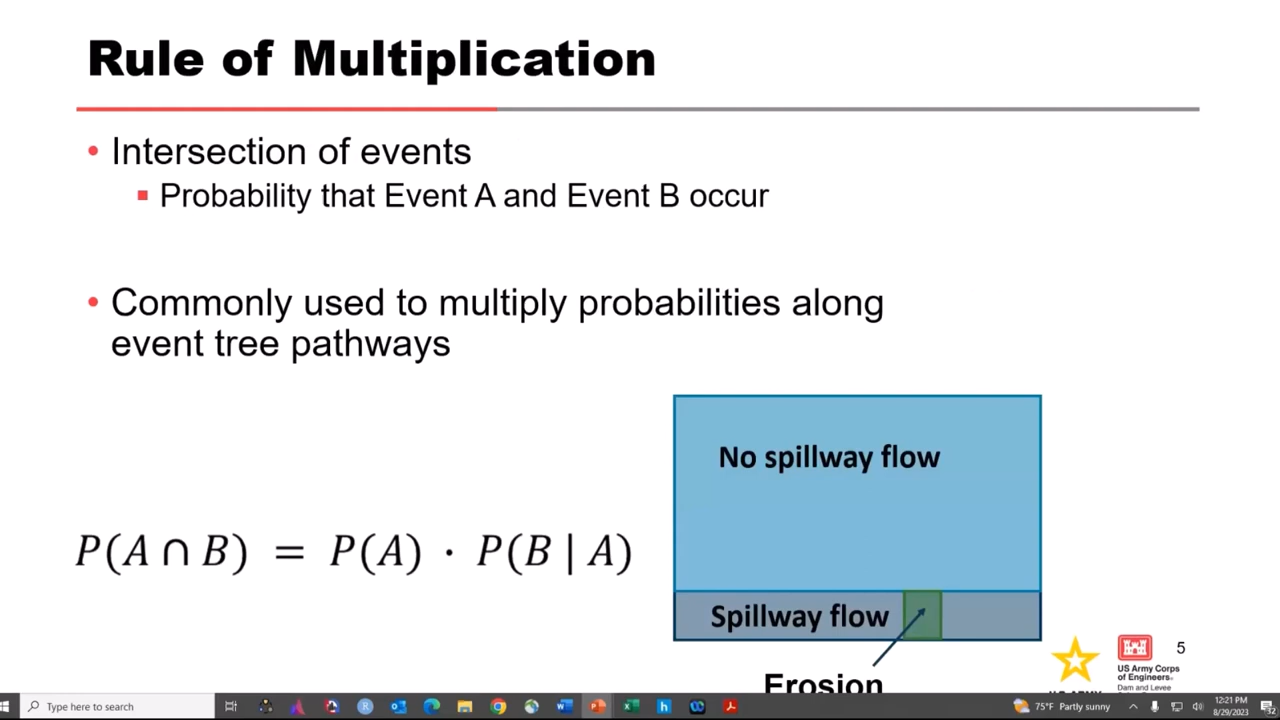 Rule of Multiplication
• Intersection of events
▪ Probability that Event A and Event B occur
• Commonly used to multiply probabilities along
event tree pathways
No spillway flow
P(A ∩ B) = P(A) · P(B | A)
Spillway flow
Erosion
5
US Army Corps
of Engineers®
Dam and Levee
U.S. ARMY
Type here to search
75°F Partly sunny
12:21 PM
8/29/2023